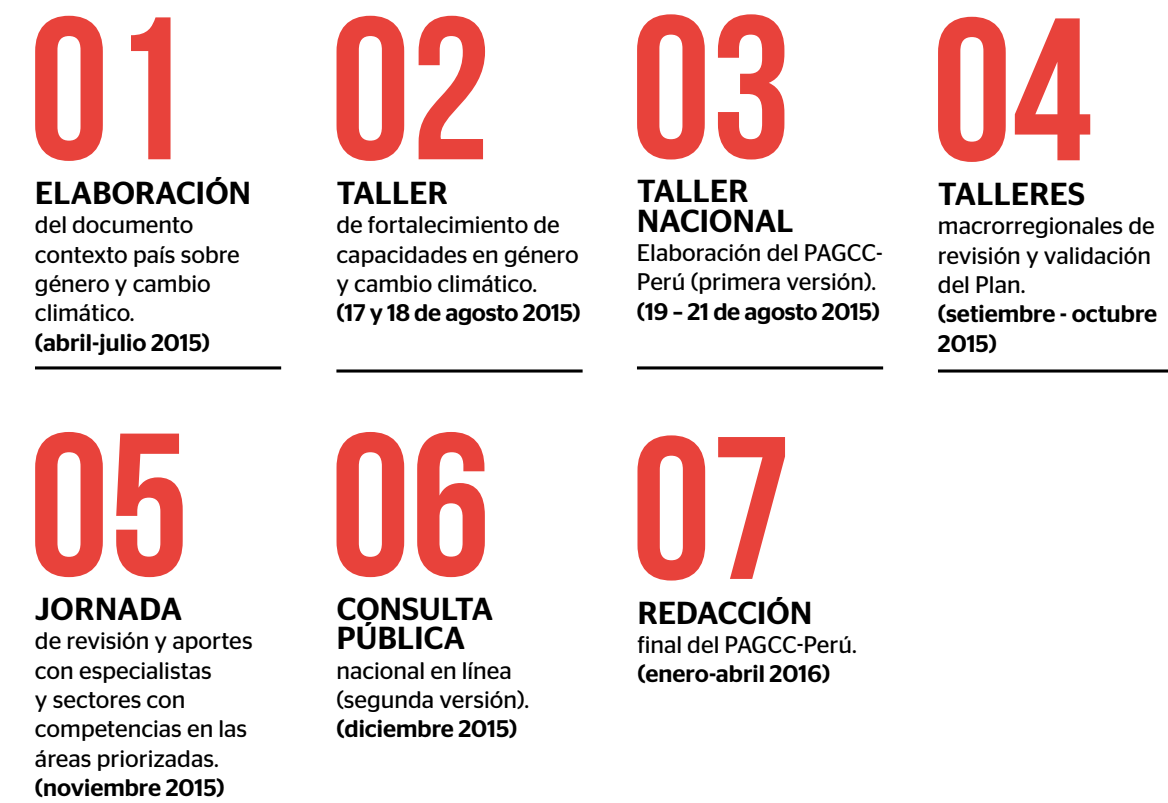 01
ELABORACIÓN
del documento
contexto país sobre
género y cambio
climático.
(abril-julio 2015)
02
TALLER
de fortalecimiento de
capacidades en género
y cambio climático.
(17 y 18 de agosto 2015)
03
TALLER
NACIONAL
Elaboración del PAGCC-
Perú (primera versión).
(19 – 21 de agosto 2015)
04
TALLERES
macrorregionales de
revisión y validación
del Plan.
(setiembre - octubre
2015)
05
JORNADA
de revisión y aportes
con especialistas
y sectores con
competencias en las
áreas priorizadas.
(noviembre 2015)
06
CONSULTA
PÚBLICA
nacional en línea
(segunda versión).
(diciembre 2015)
07
REDACCIÓN
final del PAGCC-Perú.
(enero-abril 2016)